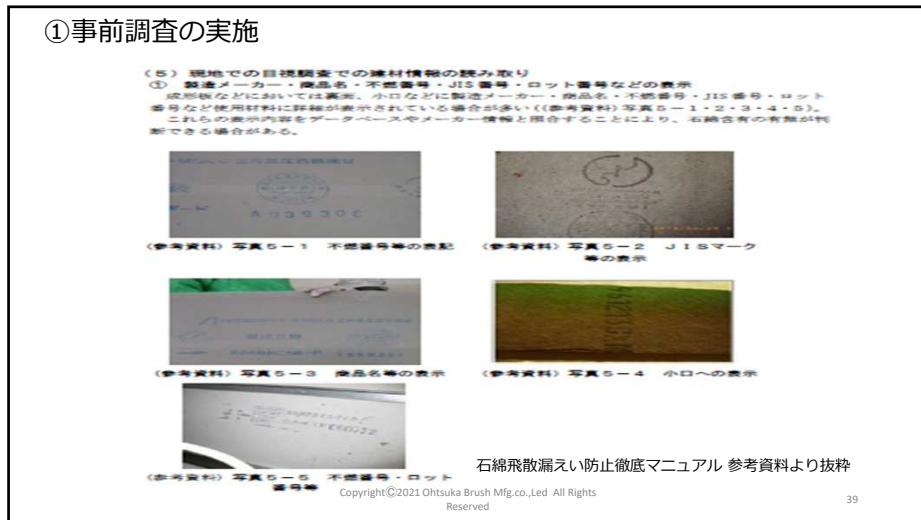 ①事前調査の実施
(5) 現地での目視調査での建材情報の読み取り
① 製造メーカー・商品名・不燃番号・JIS番号・ロット番号などの表示
成形板などにおいては裏面、小口などに製造メーカー・商品名・不燃番号・JIS番号・ロット
番号など使用材料に詳細が表示されている場合が多い((参考資料)写真5-1・2・3・4・5)。
これらの表示内容をデータベースやメーカー情報と照合することにより、石綿含有の有無が判
断できる場合がある。
(参考資料) 写真5-1 不燃番号等の表記
(参考資料) 写真5-2 JISマーク
等の表示
(参考資料) 写真5-3 商品名等の表示
(参考資料) 写真5-4 小口への表示
(参考資料) 写真5-5 不燃番号・ロット
番号等
石綿飛散漏えい防止徹底マニュアル 参考資料より抜粋
Copyright©2021 Ohtsuka Brush Mfg.co.,Led All Rights
Reserved
39